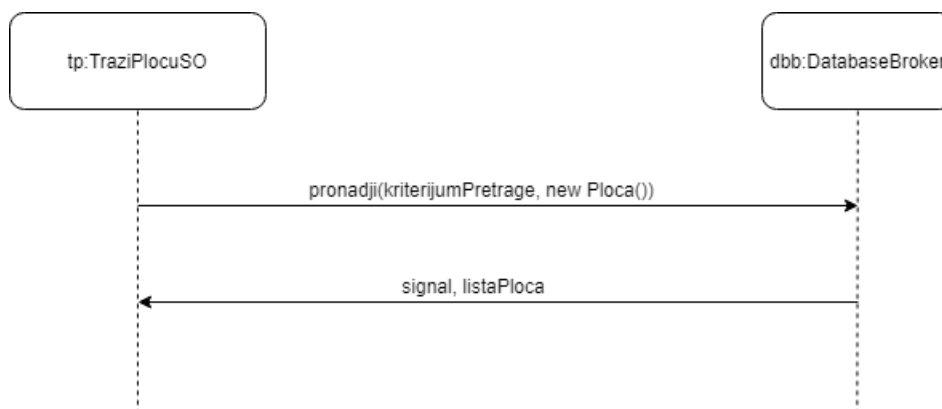 tp:TraziPlocuSO
dbb:DatabaseBroker
pronadji(kriterijumPretrage, new Ploca())
signal, listaPloca